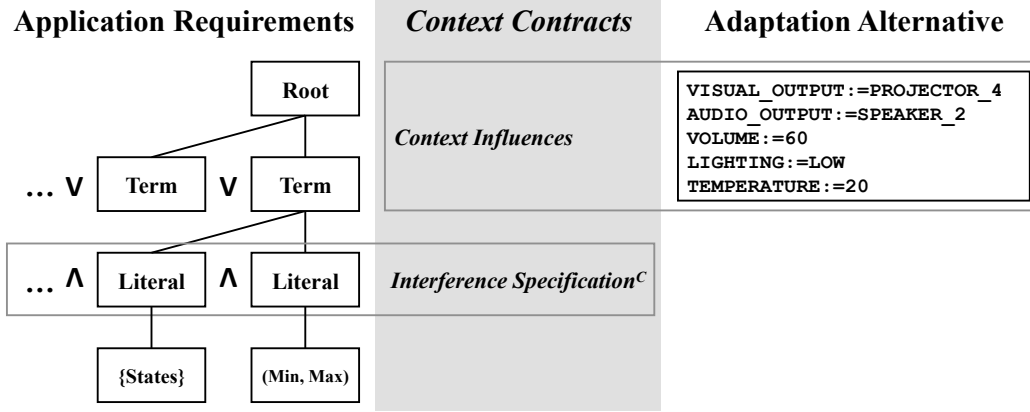 Application Requirements
Context Contracts
Adaptation Alternative
Root
Context Influences
VISUAL_OUTPUT:=PROJECTOR_4
AUDIO_OUTPUT:=SPEAKER_2
VOLUME:=60
LIGHTING:=LOW
TEMPERATURE:=20
... V Term V Term
... Λ Literal Λ Literal
Interference Specification^C
{States}
(Min, Max)